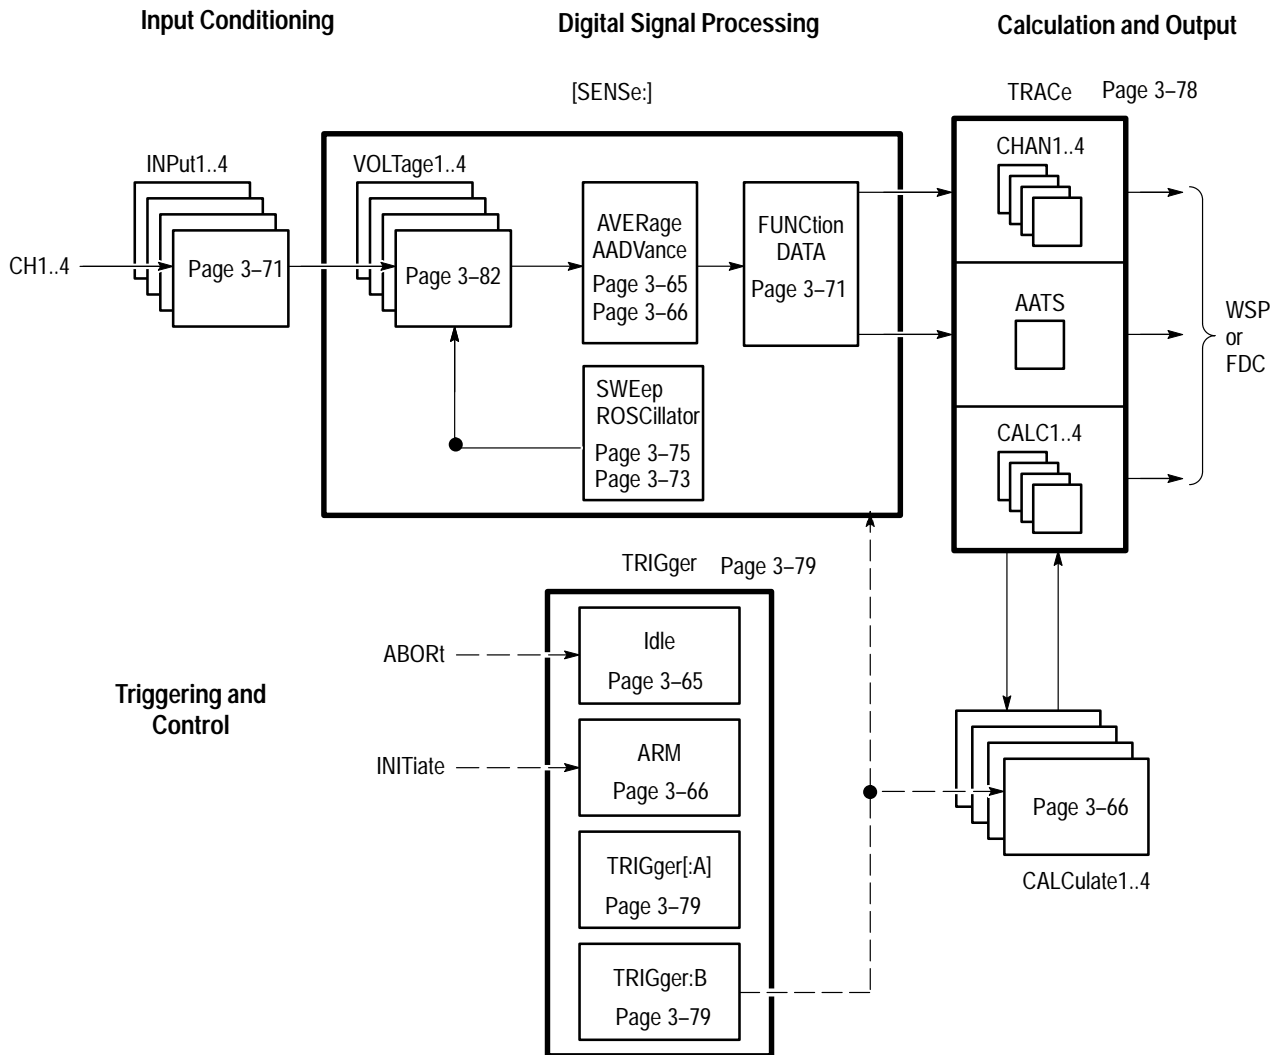 Input Conditioning
Digital Signal Processing
Calculation and Output
[SENSe:]
TRACe Page 3–78
INPut1..4
VOLTage1..4
CHAN1..4
AVERage
AADVance
Page 3–65
Page 3–66
FUNCtion
DATA
Page 3–71
CH1..4
Page 3–71
Page 3–82
AATS
WSP
or
FDC
SWEep
ROSCillator
Page 3–75
Page 3–73
CALC1..4
TRIGger Page 3–79
ABORt
Idle
Page 3–65
Triggering and
Control
INITiate
ARM
Page 3–66
Page 3–66
CALCulate1..4
TRIGger[:A]
Page 3–79
TRIGger:B
Page 3–79